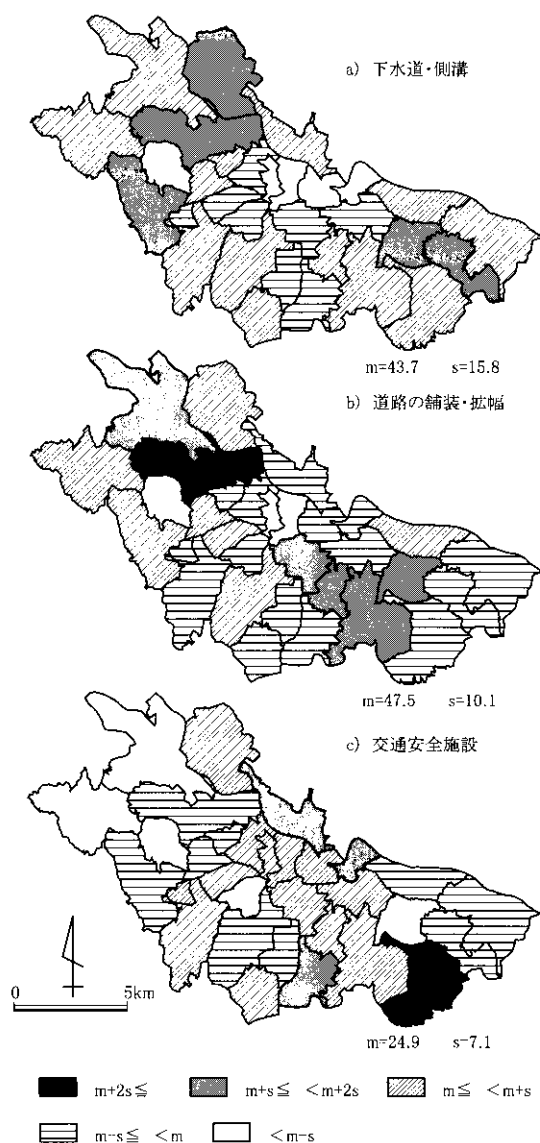 a) 下水道・側溝
m=43.7 s=15.8
b) 道路の舗装・拡幅
m=47.5 s=10.1
c) 交通安全施設
0 5km
m=24.9 s=7.1
m+2s≦ m+s≦ <m+2s m≦ <m+s
m-s≦ <m <m-s